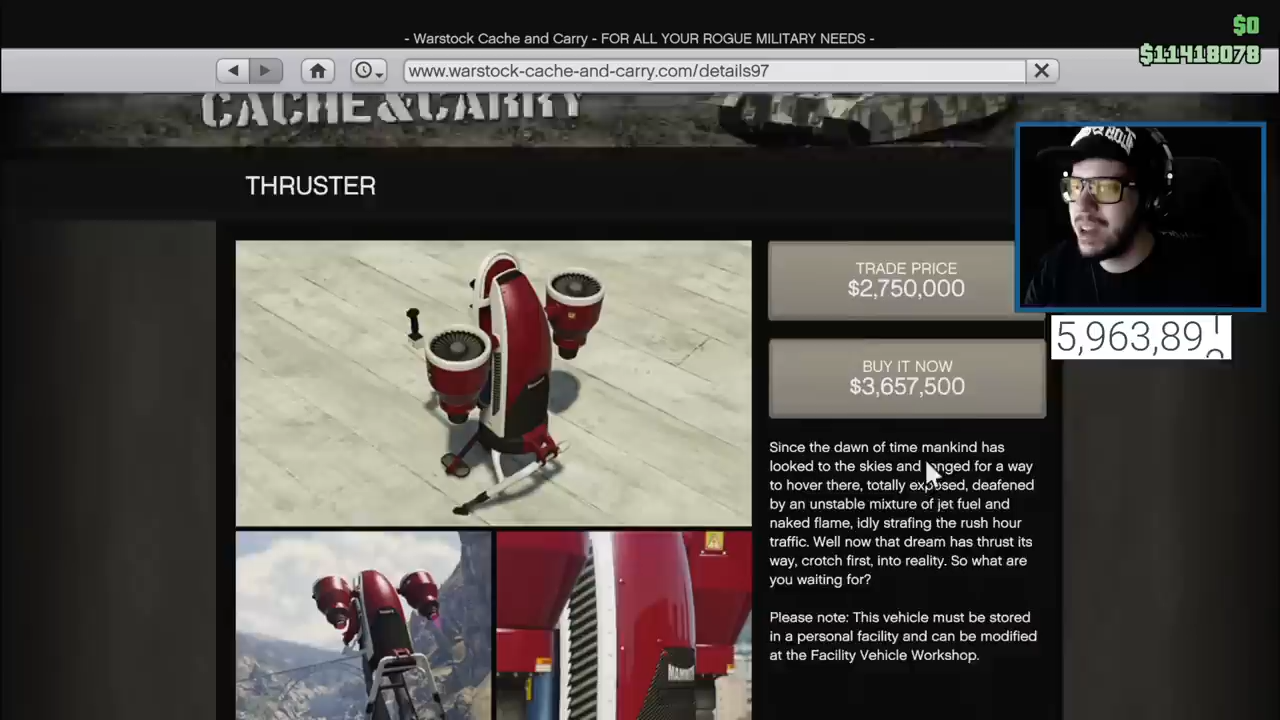 $0
- Warstock Cache and Carry - FOR ALL YOUR ROGUE MILITARY NEEDS -
$11418078
www.warstock-cache-and-carry.com/details97
CACHE&CARRY
THRUSTER
TRADE PRICE
$2,750,000
5,963,89
BUY IT NOW
$3,657,500
Since the dawn of time mankind has
looked to the skies and longed for a way
to hover there, totally exposed, deafened
by an unstable mixture of jet fuel and
naked flame, idly strafing the rush hour
traffic. Well now that dream has thrust its
way, crotch first, into reality. So what are
you waiting for?
Please note: This vehicle must be stored
in a personal facility and can be modified
at the Facility Vehicle Workshop.